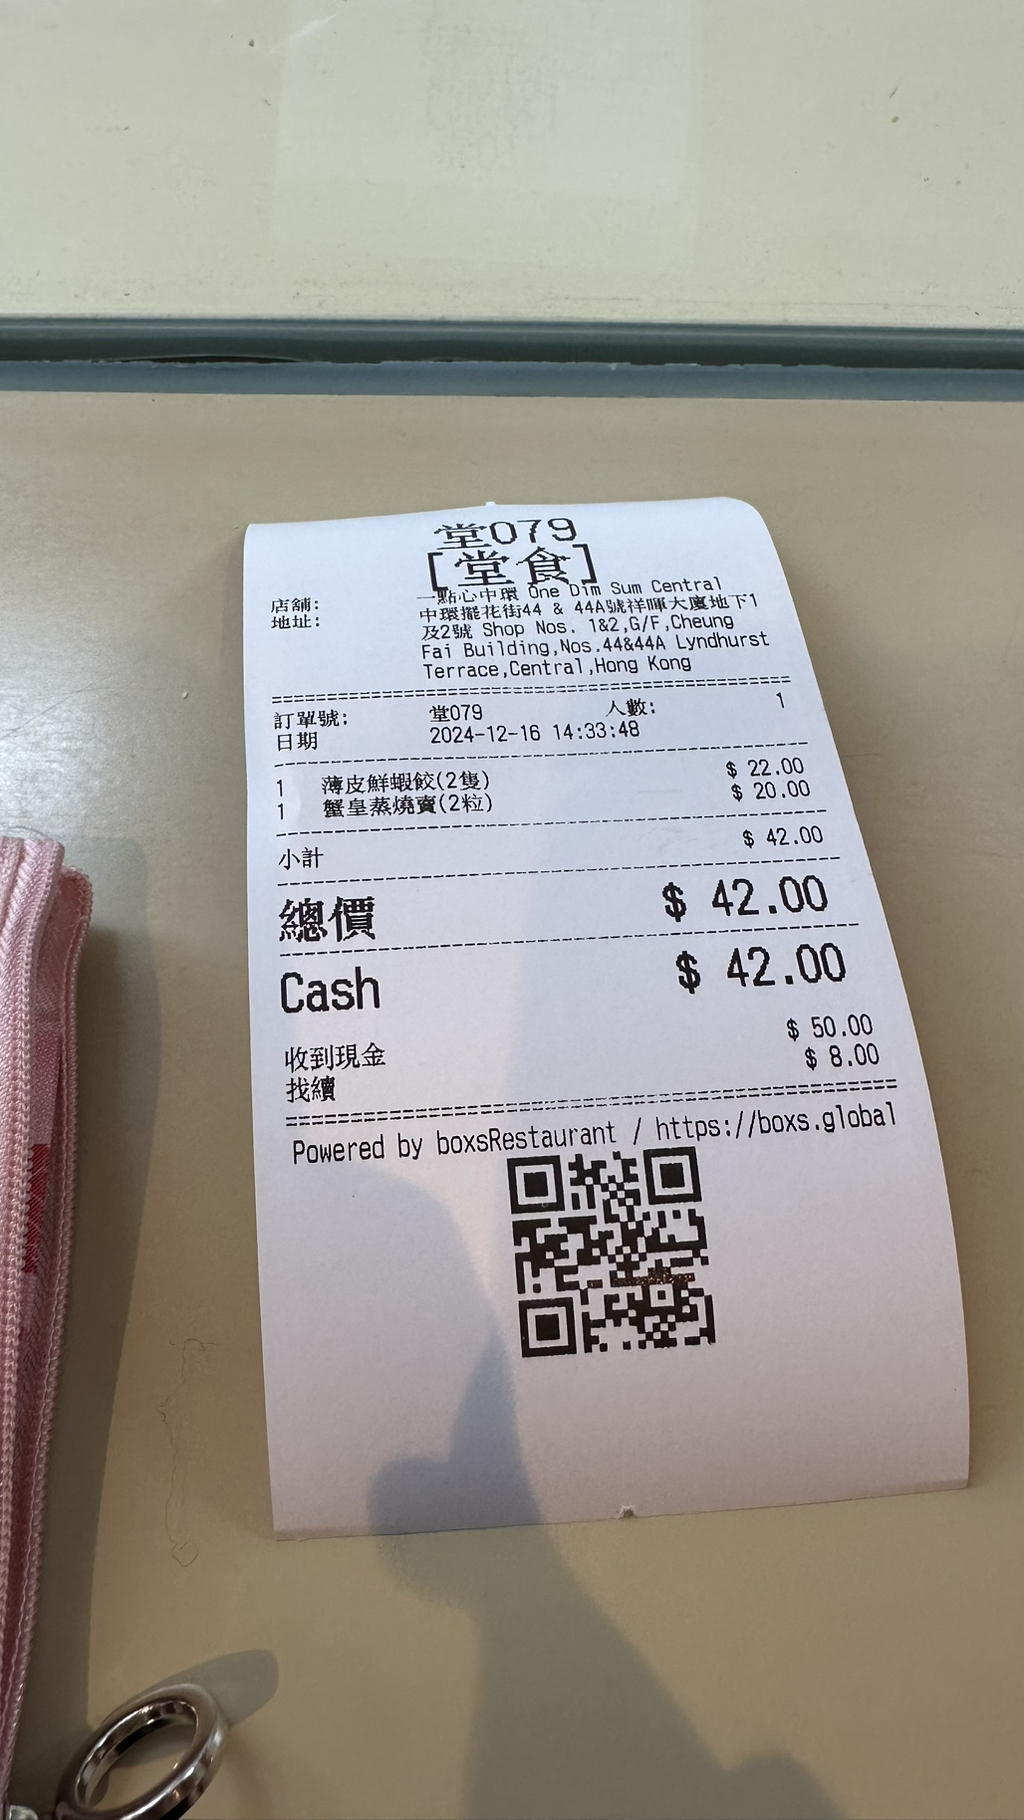 堂079
[堂食]
店舖: 一點心中環 One Dim Sum Central
地址: 中環擺花街44 & 44A號祥暉大廈地下1
及2號 Shop Nos. 1&2,G/F,Cheung
Fai Building,Nos.44&44A Lyndhurst
Terrace,Central,Hong Kong
訂單號: 堂079 人數: 1
日期 2024-12-16 14:33:48
1 薄皮鮮蝦餃(2隻) $ 22.00
1 蟹皇蒸燒賣(2粒) $ 20.00
小計 $ 42.00
總價 $ 42.00
Cash $ 42.00
收到現金 $ 50.00
找續 $ 8.00
Powered by boxsRestaurant / https://boxs.global